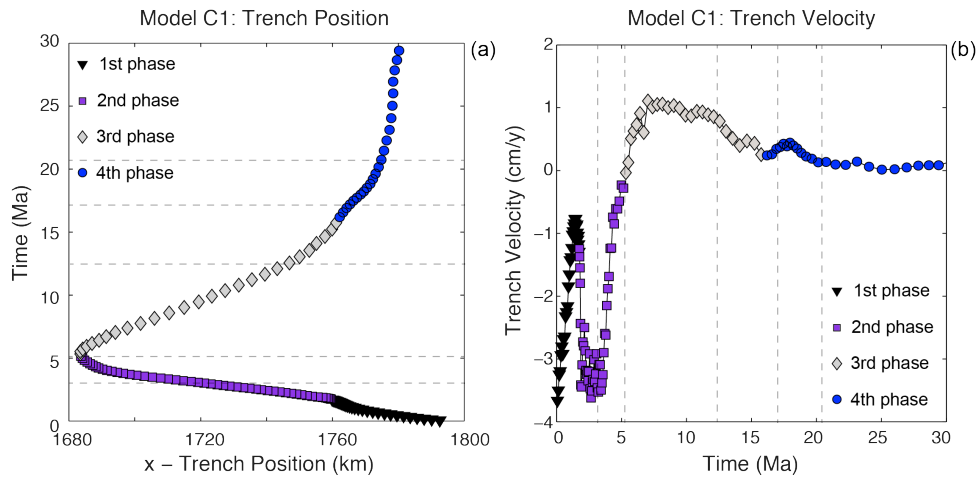 Model C1: Trench Position
(a)
30
25
20
15
10
5
0
Time (Ma)
1st phase
2nd phase
3rd phase
4th phase
1680
1720
1760
1800
x – Trench Position (km)
Model C1: Trench Velocity
(b)
2
1
0
−1
−2
−3
−4
Trench Velocity (cm/y)
1st phase
2nd phase
3rd phase
4th phase
0
5
10
15
20
25
30
Time (Ma)